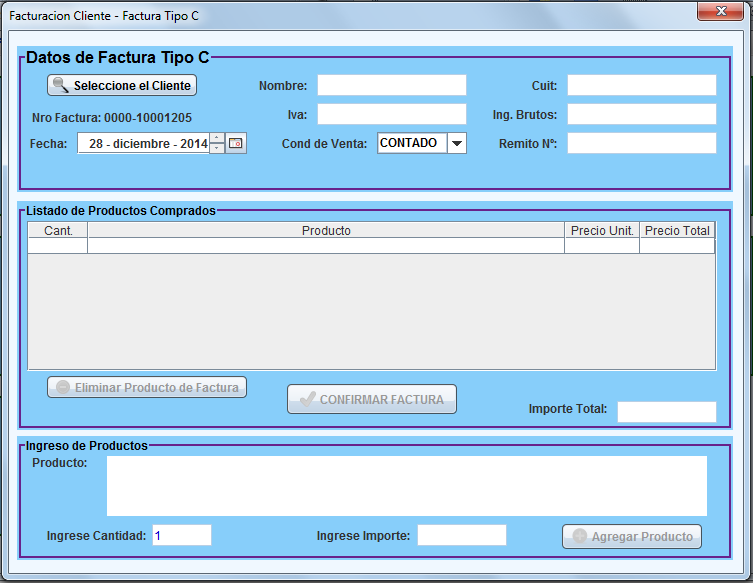 Facturacion Cliente - Factura Tipo C
Datos de Factura Tipo C
Seleccione el Cliente
Nombre:
Cuit:
Nro Factura: 0000-10001205
Iva:
Ing. Brutos:
Fecha: 28 - diciembre - 2014
Cond de Venta: CONTADO
Remito Nº:
Listado de Productos Comprados
Cant. Producto Precio Unit. Precio Total
Eliminar Producto de Factura
CONFIRMAR FACTURA
Importe Total:
Ingreso de Productos
Producto:
Ingrese Cantidad: 1
Ingrese Importe:
Agregar Producto